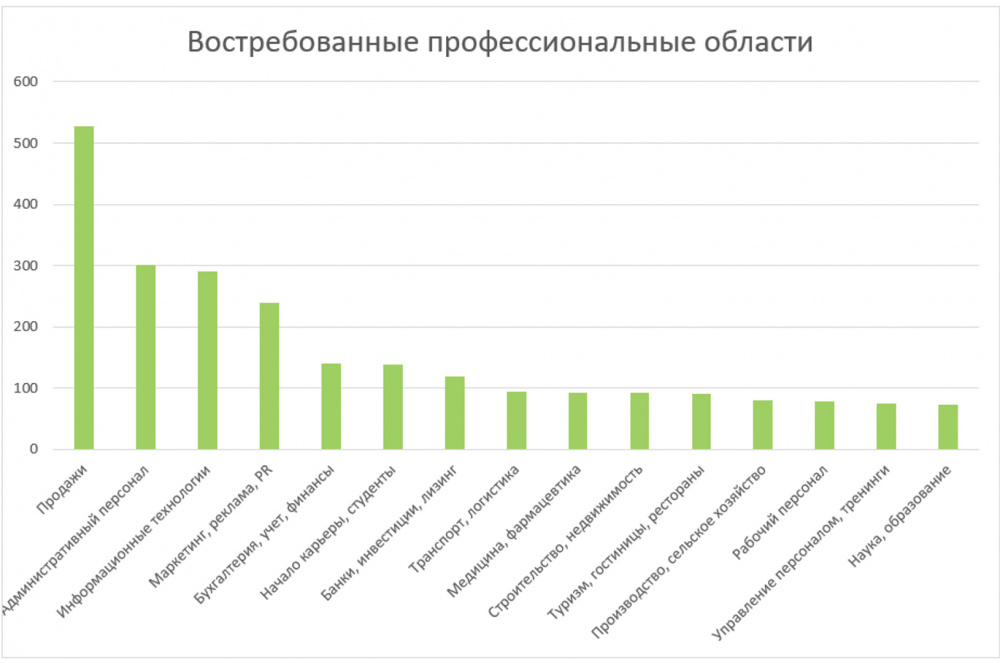 Востребованные профессиональные области
600
500
400
300
200
100
0
Продажи
Административный персонал
Информационные технологии
Маркетинг, реклама, PR
Бухгалтерия, учет, финансы
Начало карьеры, студенты
Банки, инвестиции, лизинг
Транспорт, логистика
Медицина, фармацевтика
Строительство, недвижимость
Туризм, гостиницы, рестораны
Производство, сельское хозяйство
Рабочий персонал
Управление персоналом, тренинги
Наука, образование